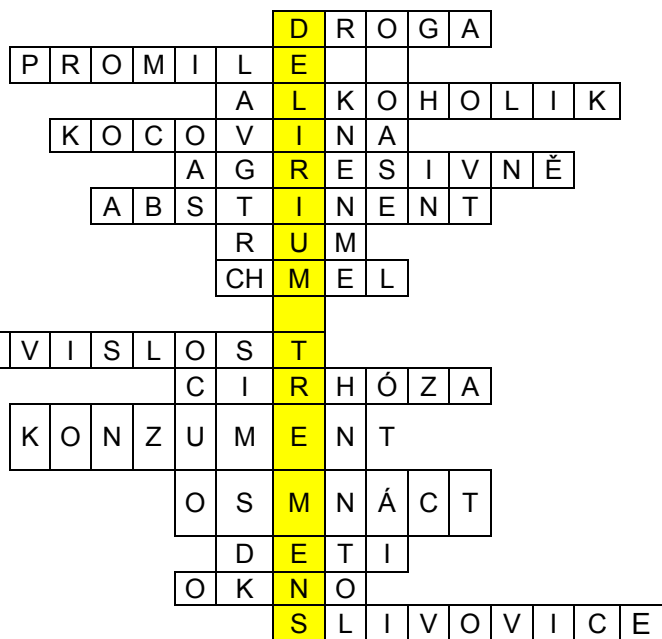 DROGA
PROMILE
ALKOHOLIK
KOCOVINA
AGRESIVNĚ
ABSTINENT
RUM
CHMEL
VISLOST
CIRHÓZA
KONZUMENT
OSMNÁCT
DETI
OKNO
SLIVOVICE